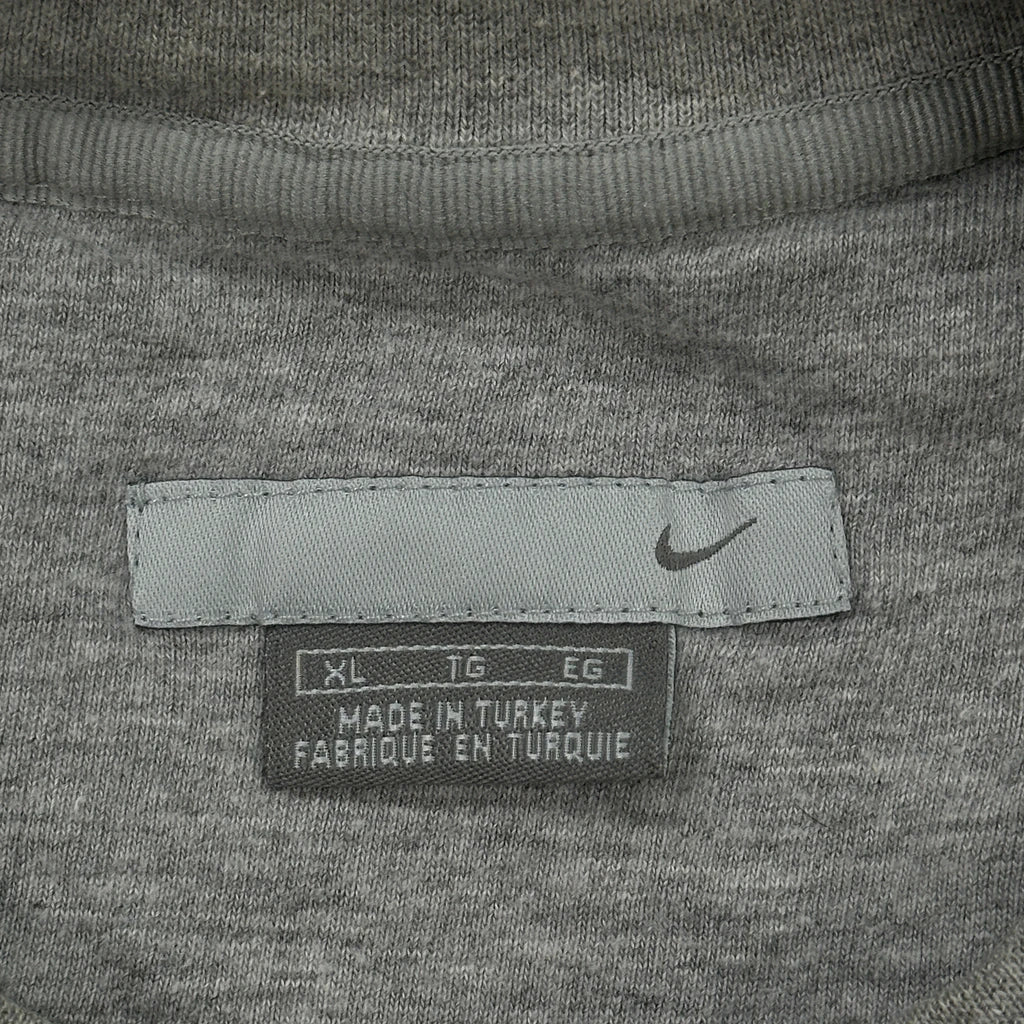 XL TG EG
MADE IN TURKEY
FABRIQUE EN TURQUIE